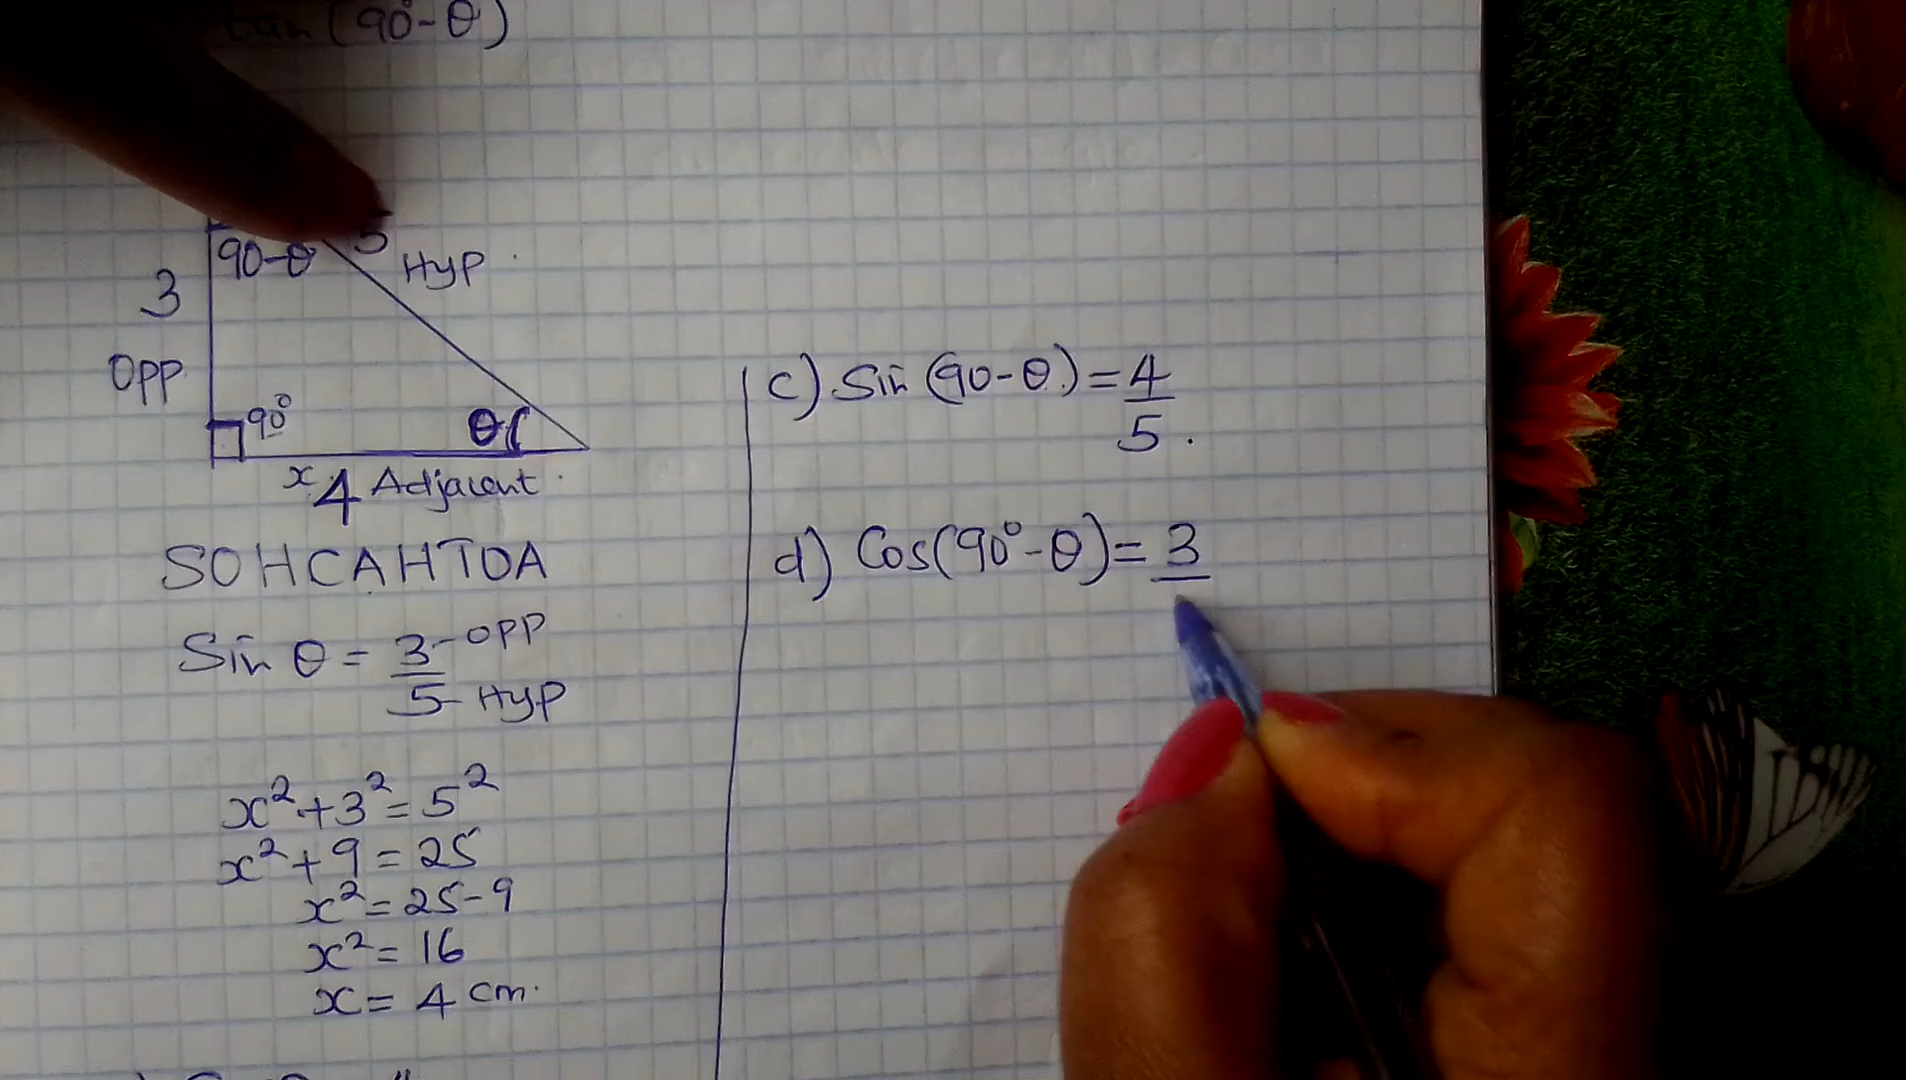 tan (90°-θ)
90-θ
5
Hyp
3
opp
90°
θ
x 4 Adjacent
SOHCAHTOA
Sin θ = 3/5 - opp - Hyp
x² + 3² = 5²
x² + 9 = 25
x² = 25 - 9
x² = 16
x = 4 cm.
c) Sin (90-θ) = 4/5.
d) Cos(90°-θ) = 3